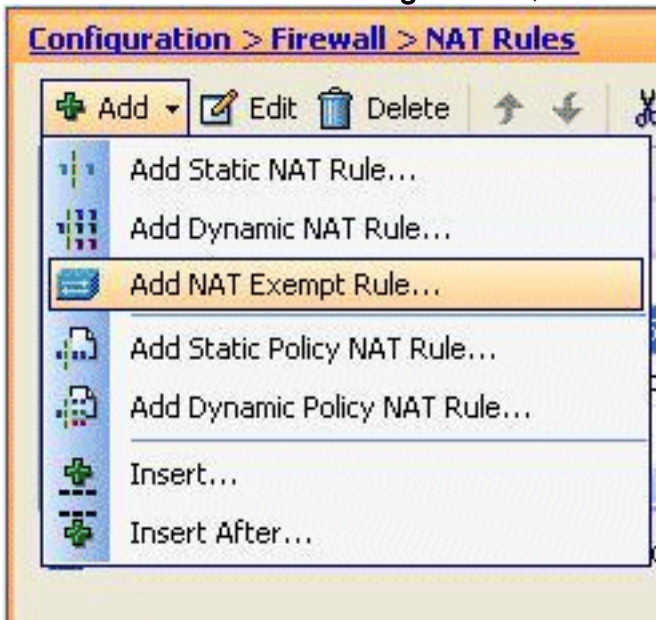 Configuration > Firewall > NAT Rules
Add Edit Delete
Add Static NAT Rule...
Add Dynamic NAT Rule...
Add NAT Exempt Rule...
Add Static Policy NAT Rule...
Add Dynamic Policy NAT Rule...
Insert...
Insert After...